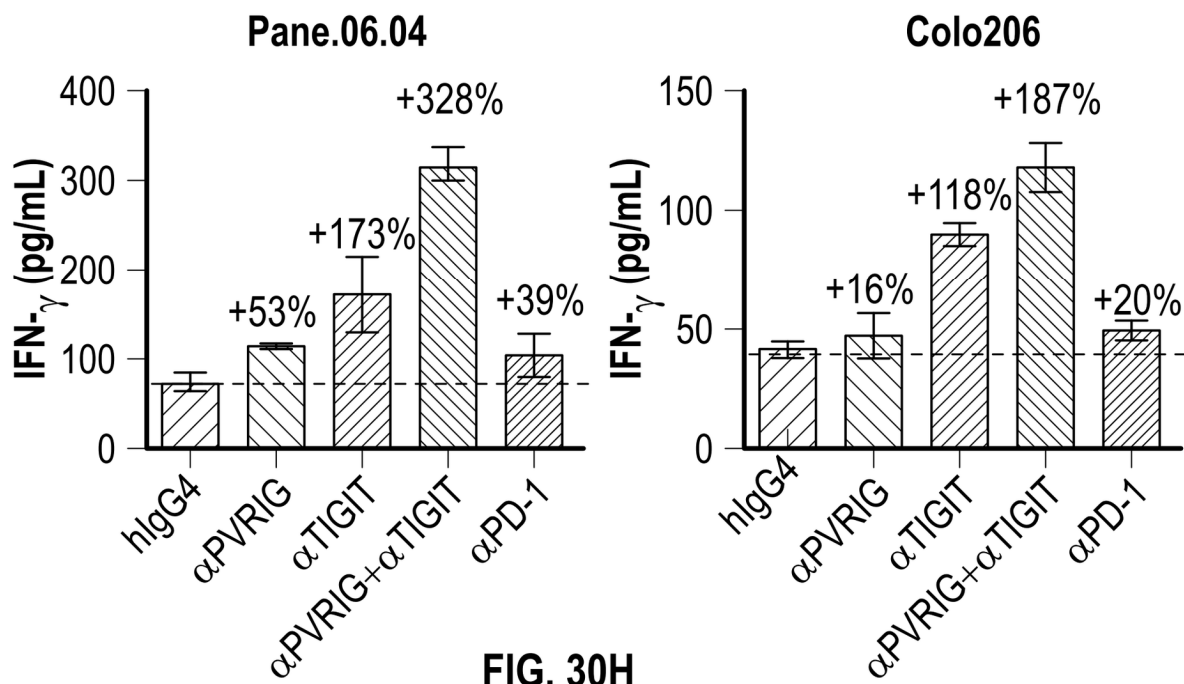 Pane.06.04
IFN-γ (pg/mL)
400
300
200
100
0
+53%
+173%
+328%
+39%
hIgG4
αPVRIG
αTIGIT
αPVRIG+αTIGIT
αPD-1
Colo206
IFN-γ (pg/mL)
150
100
50
0
+16%
+118%
+187%
+20%
hIgG4
αPVRIG
αTIGIT
αPVRIG+αTIGIT
αPD-1
FIG. 30H